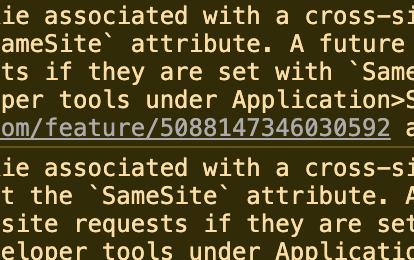 ie associated with a cross-si
ameSite` attribute. A future
ts if they are set with `Same
per tools under Application>S
om/feature/5088147346030592 a
ie associated with a cross-si
t the `SameSite` attribute. A
site requests if they are set
eloper tools under Applicatio